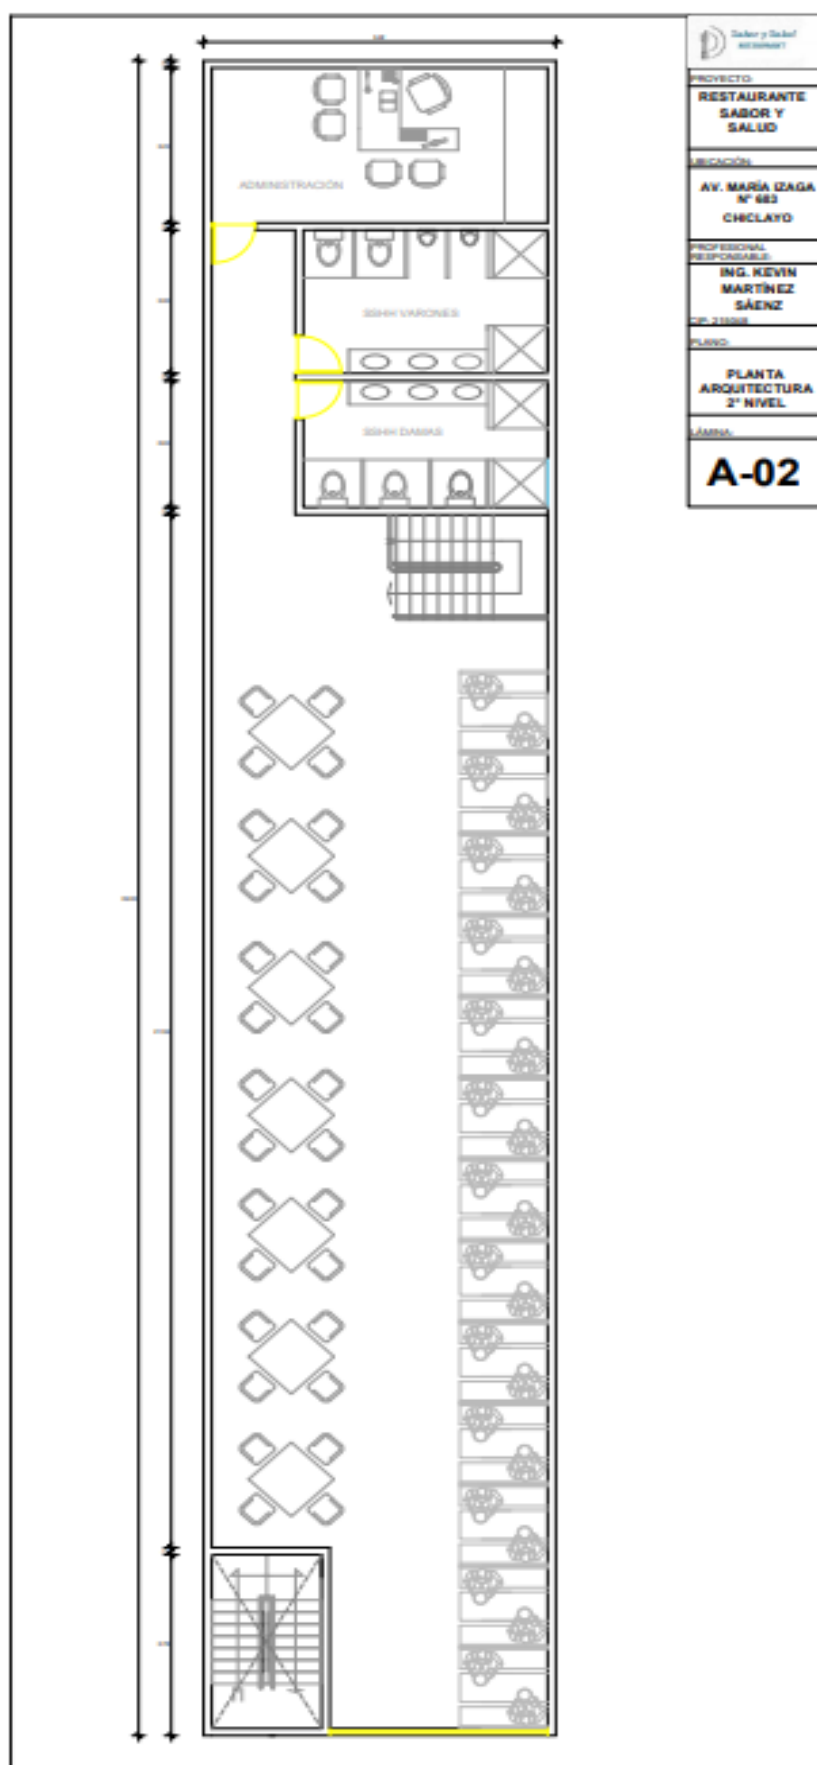 Sabor y Salud
RESTAURANT
PROYECTO:
RESTAURANTE
SABOR Y
SALUD
UBICACIÓN:
AV. MARÍA IZAGA
N° 683
CHICLAYO
PROFESIONAL
RESPONSABLE:
ING. KEVIN
MARTÍNEZ
SÁENZ
PLANO:
PLANTA
ARQUITECTURA
2° NIVEL
LÁMINA:
A-02
ADMINISTRACIÓN
SSHH VARONES
SSHH DAMAS